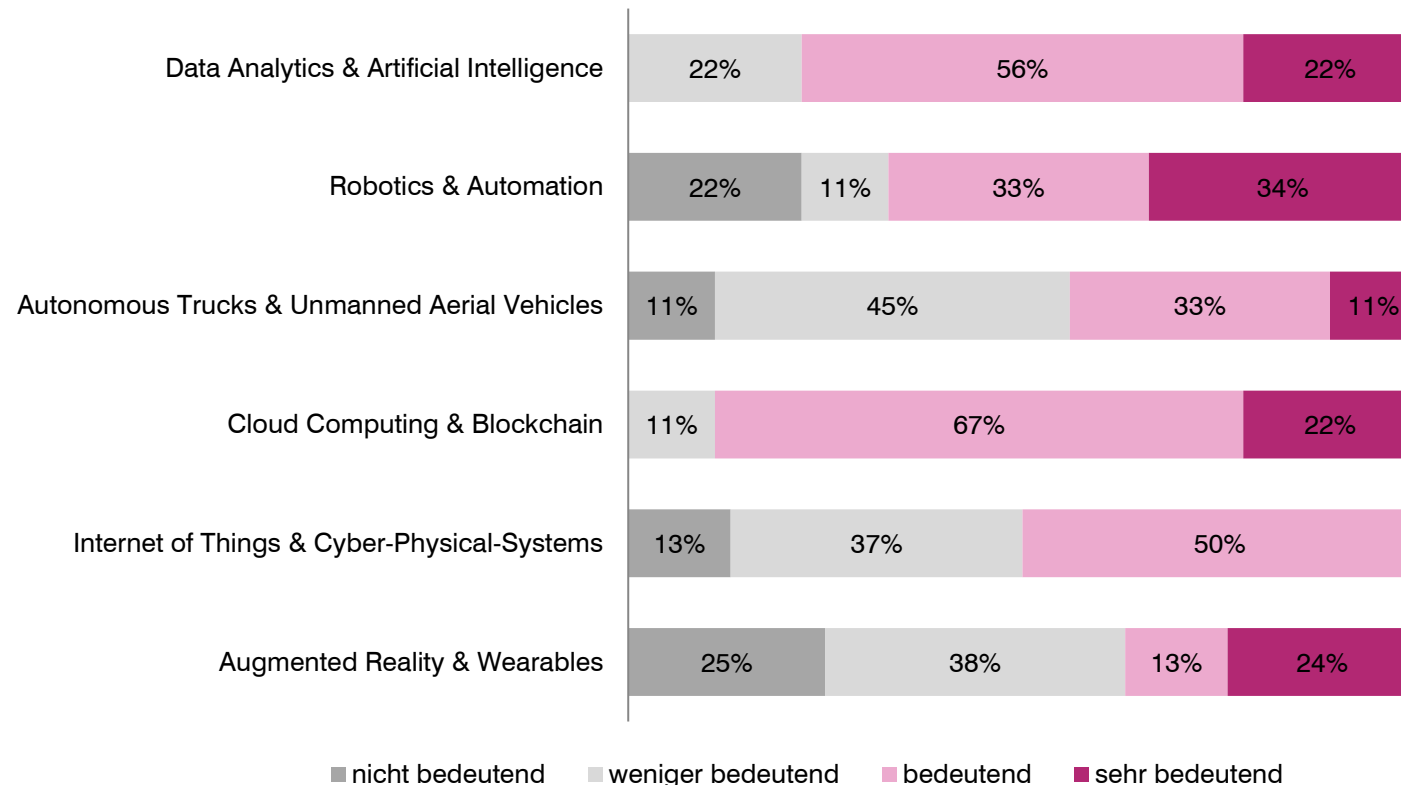 Data Analytics & Artificial Intelligence 22% 56% 22%
Robotics & Automation 22% 11% 33% 34%
Autonomous Trucks & Unmanned Aerial Vehicles 11% 45% 33% 11%
Cloud Computing & Blockchain 11% 67% 22%
Internet of Things & Cyber-Physical-Systems 13% 37% 50%
Augmented Reality & Wearables 25% 38% 13% 24%
nicht bedeutend weniger bedeutend bedeutend sehr bedeutend